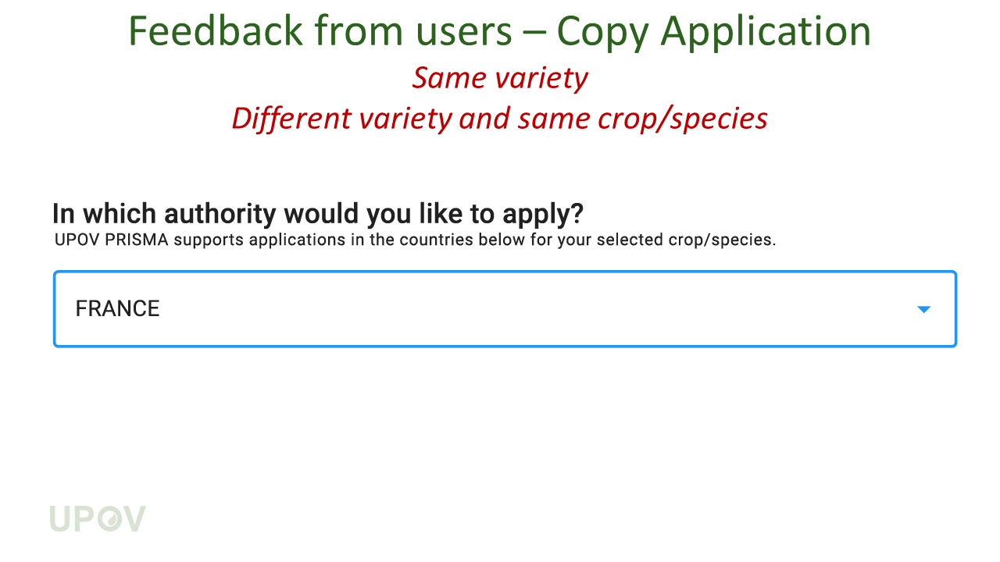 Feedback from users – Copy Application
Same variety
Different variety and same crop/species
In which authority would you like to apply?
UPOV PRISMA supports applications in the countries below for your selected crop/species.
FRANCE
UPOV